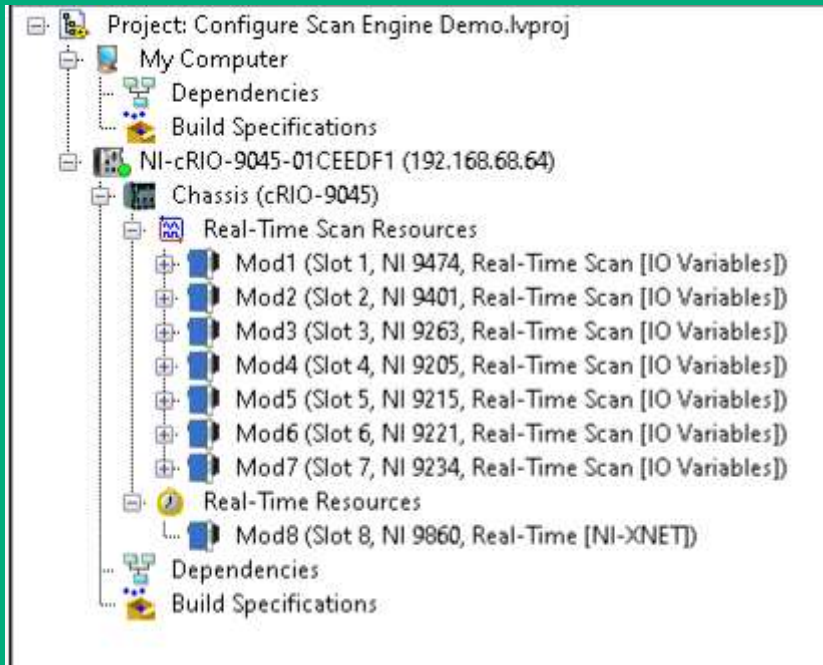 Project: Configure Scan Engine Demo.lvproj
My Computer
Dependencies
Build Specifications
NI-cRIO-9045-01CEEDF1 (192.168.68.64)
Chassis (cRIO-9045)
Real-Time Scan Resources
Mod1 (Slot 1, NI 9474, Real-Time Scan [IO Variables])
Mod2 (Slot 2, NI 9401, Real-Time Scan [IO Variables])
Mod3 (Slot 3, NI 9263, Real-Time Scan [IO Variables])
Mod4 (Slot 4, NI 9205, Real-Time Scan [IO Variables])
Mod5 (Slot 5, NI 9215, Real-Time Scan [IO Variables])
Mod6 (Slot 6, NI 9221, Real-Time Scan [IO Variables])
Mod7 (Slot 7, NI 9234, Real-Time Scan [IO Variables])
Real-Time Resources
Mod8 (Slot 8, NI 9860, Real-Time [NI-XNET])
Dependencies
Build Specifications